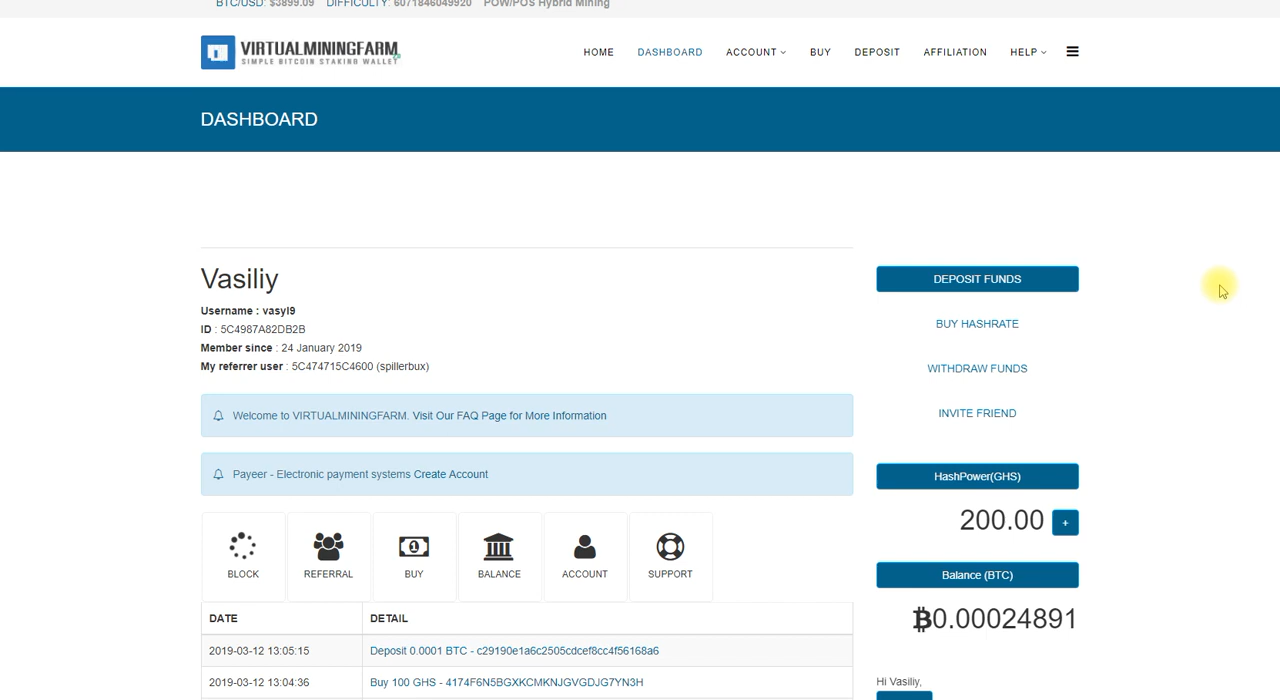 BTC/USD: $3899.09 DIFFICULTY: 6071846049920 POW/POS Hybrid Mining
VIRTUALMININGFARM
SIMPLE BITCOIN STAKING WALLET
HOME DASHBOARD ACCOUNT BUY DEPOSIT AFFILIATION HELP
DASHBOARD
Vasiliy
Username : vasyl9
ID : 5C4987A82DB2B
Member since : 24 January 2019
My referrer user : 5C474715C4600 (spillerbux)
Welcome to VIRTUALMININGFARM. Visit Our FAQ Page for More Information
Payeer - Electronic payment systems Create Account
BLOCK REFERRAL BUY BALANCE ACCOUNT SUPPORT
DATE DETAIL
2019-03-12 13:05:15 Deposit 0.0001 BTC - c29190e1a6c2505cdcef8cc4f56168a6
2019-03-12 13:04:36 Buy 100 GHS - 4174F6N5BGXKCMKNJGVGDJG7YN3H
DEPOSIT FUNDS
BUY HASHRATE
WITHDRAW FUNDS
INVITE FRIEND
HashPower(GHS)
200.00 +
Balance (BTC)
₿0.00024891
Hi Vasiliy,